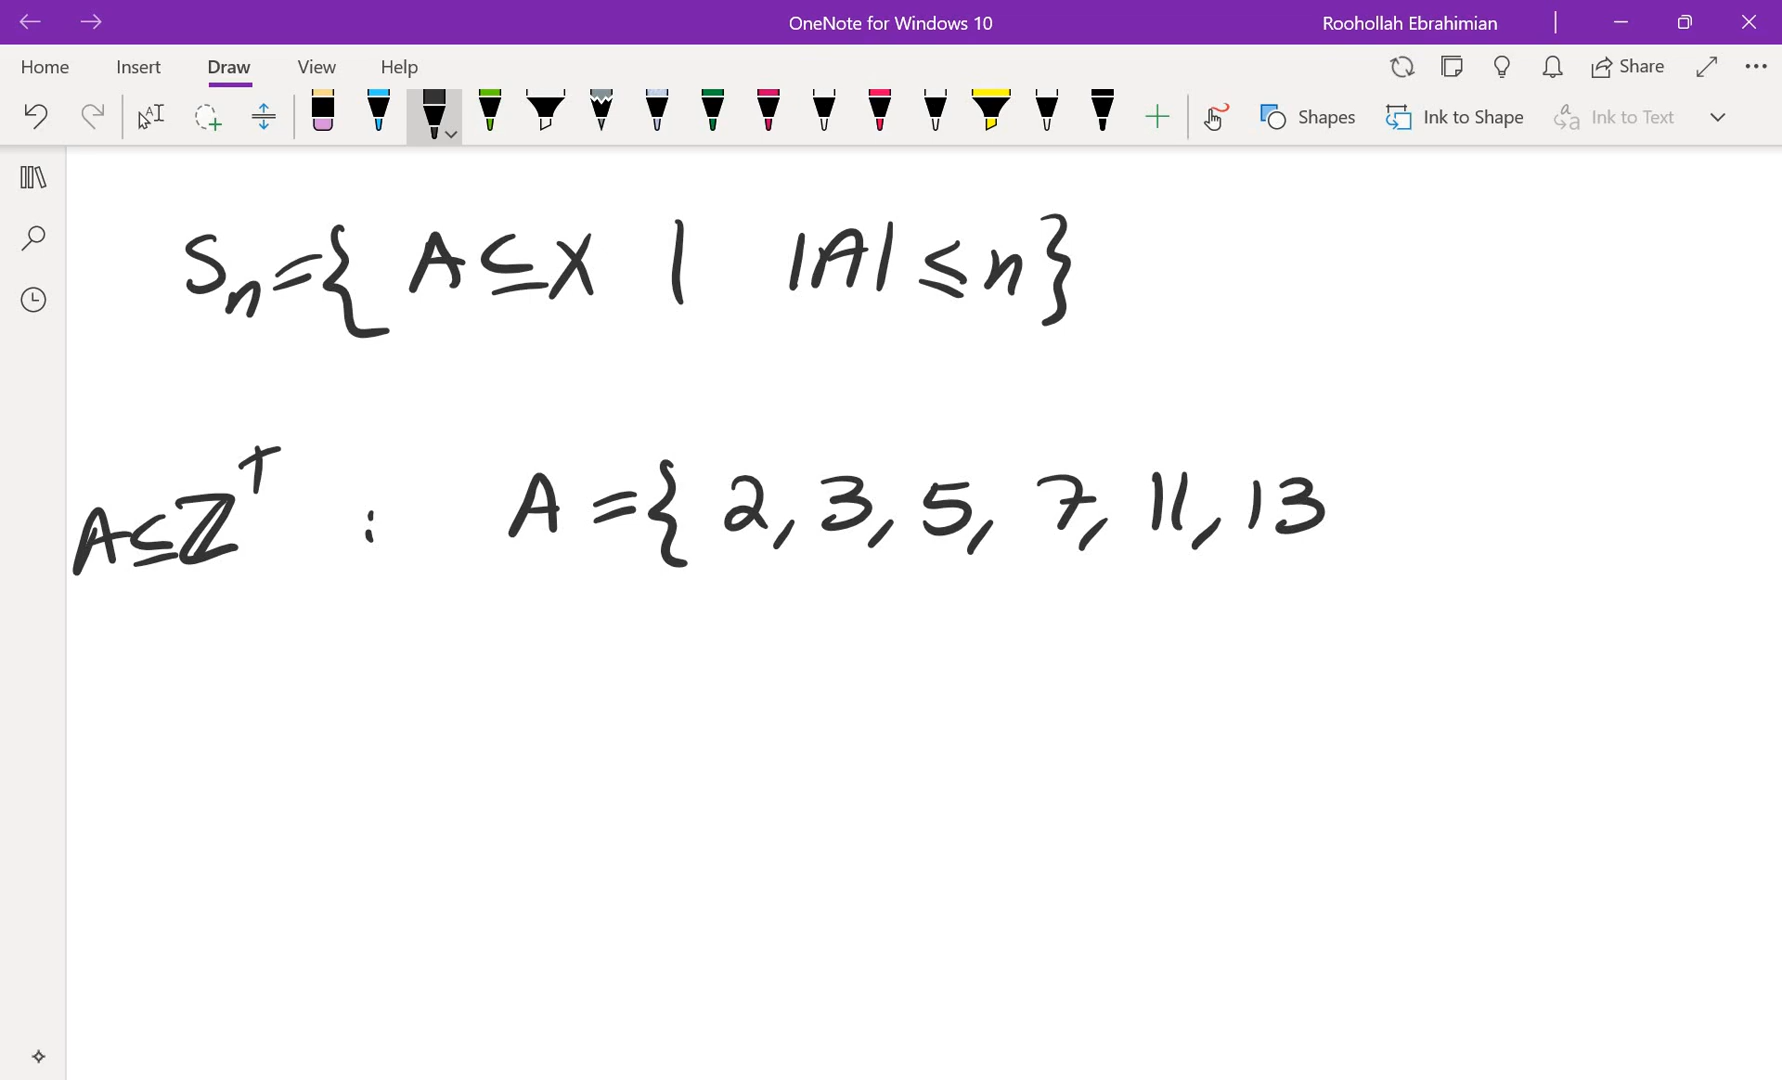 OneNote for Windows 10
Roohollah Ebrahimian
Home Insert Draw View Help
Share
Shapes
Ink to Shape
Ink to Text
Sₙ={ A⊆X | |A| ≤ n}
A⊆ℤ⁺ : A={ 2, 3, 5, 7, 11, 13